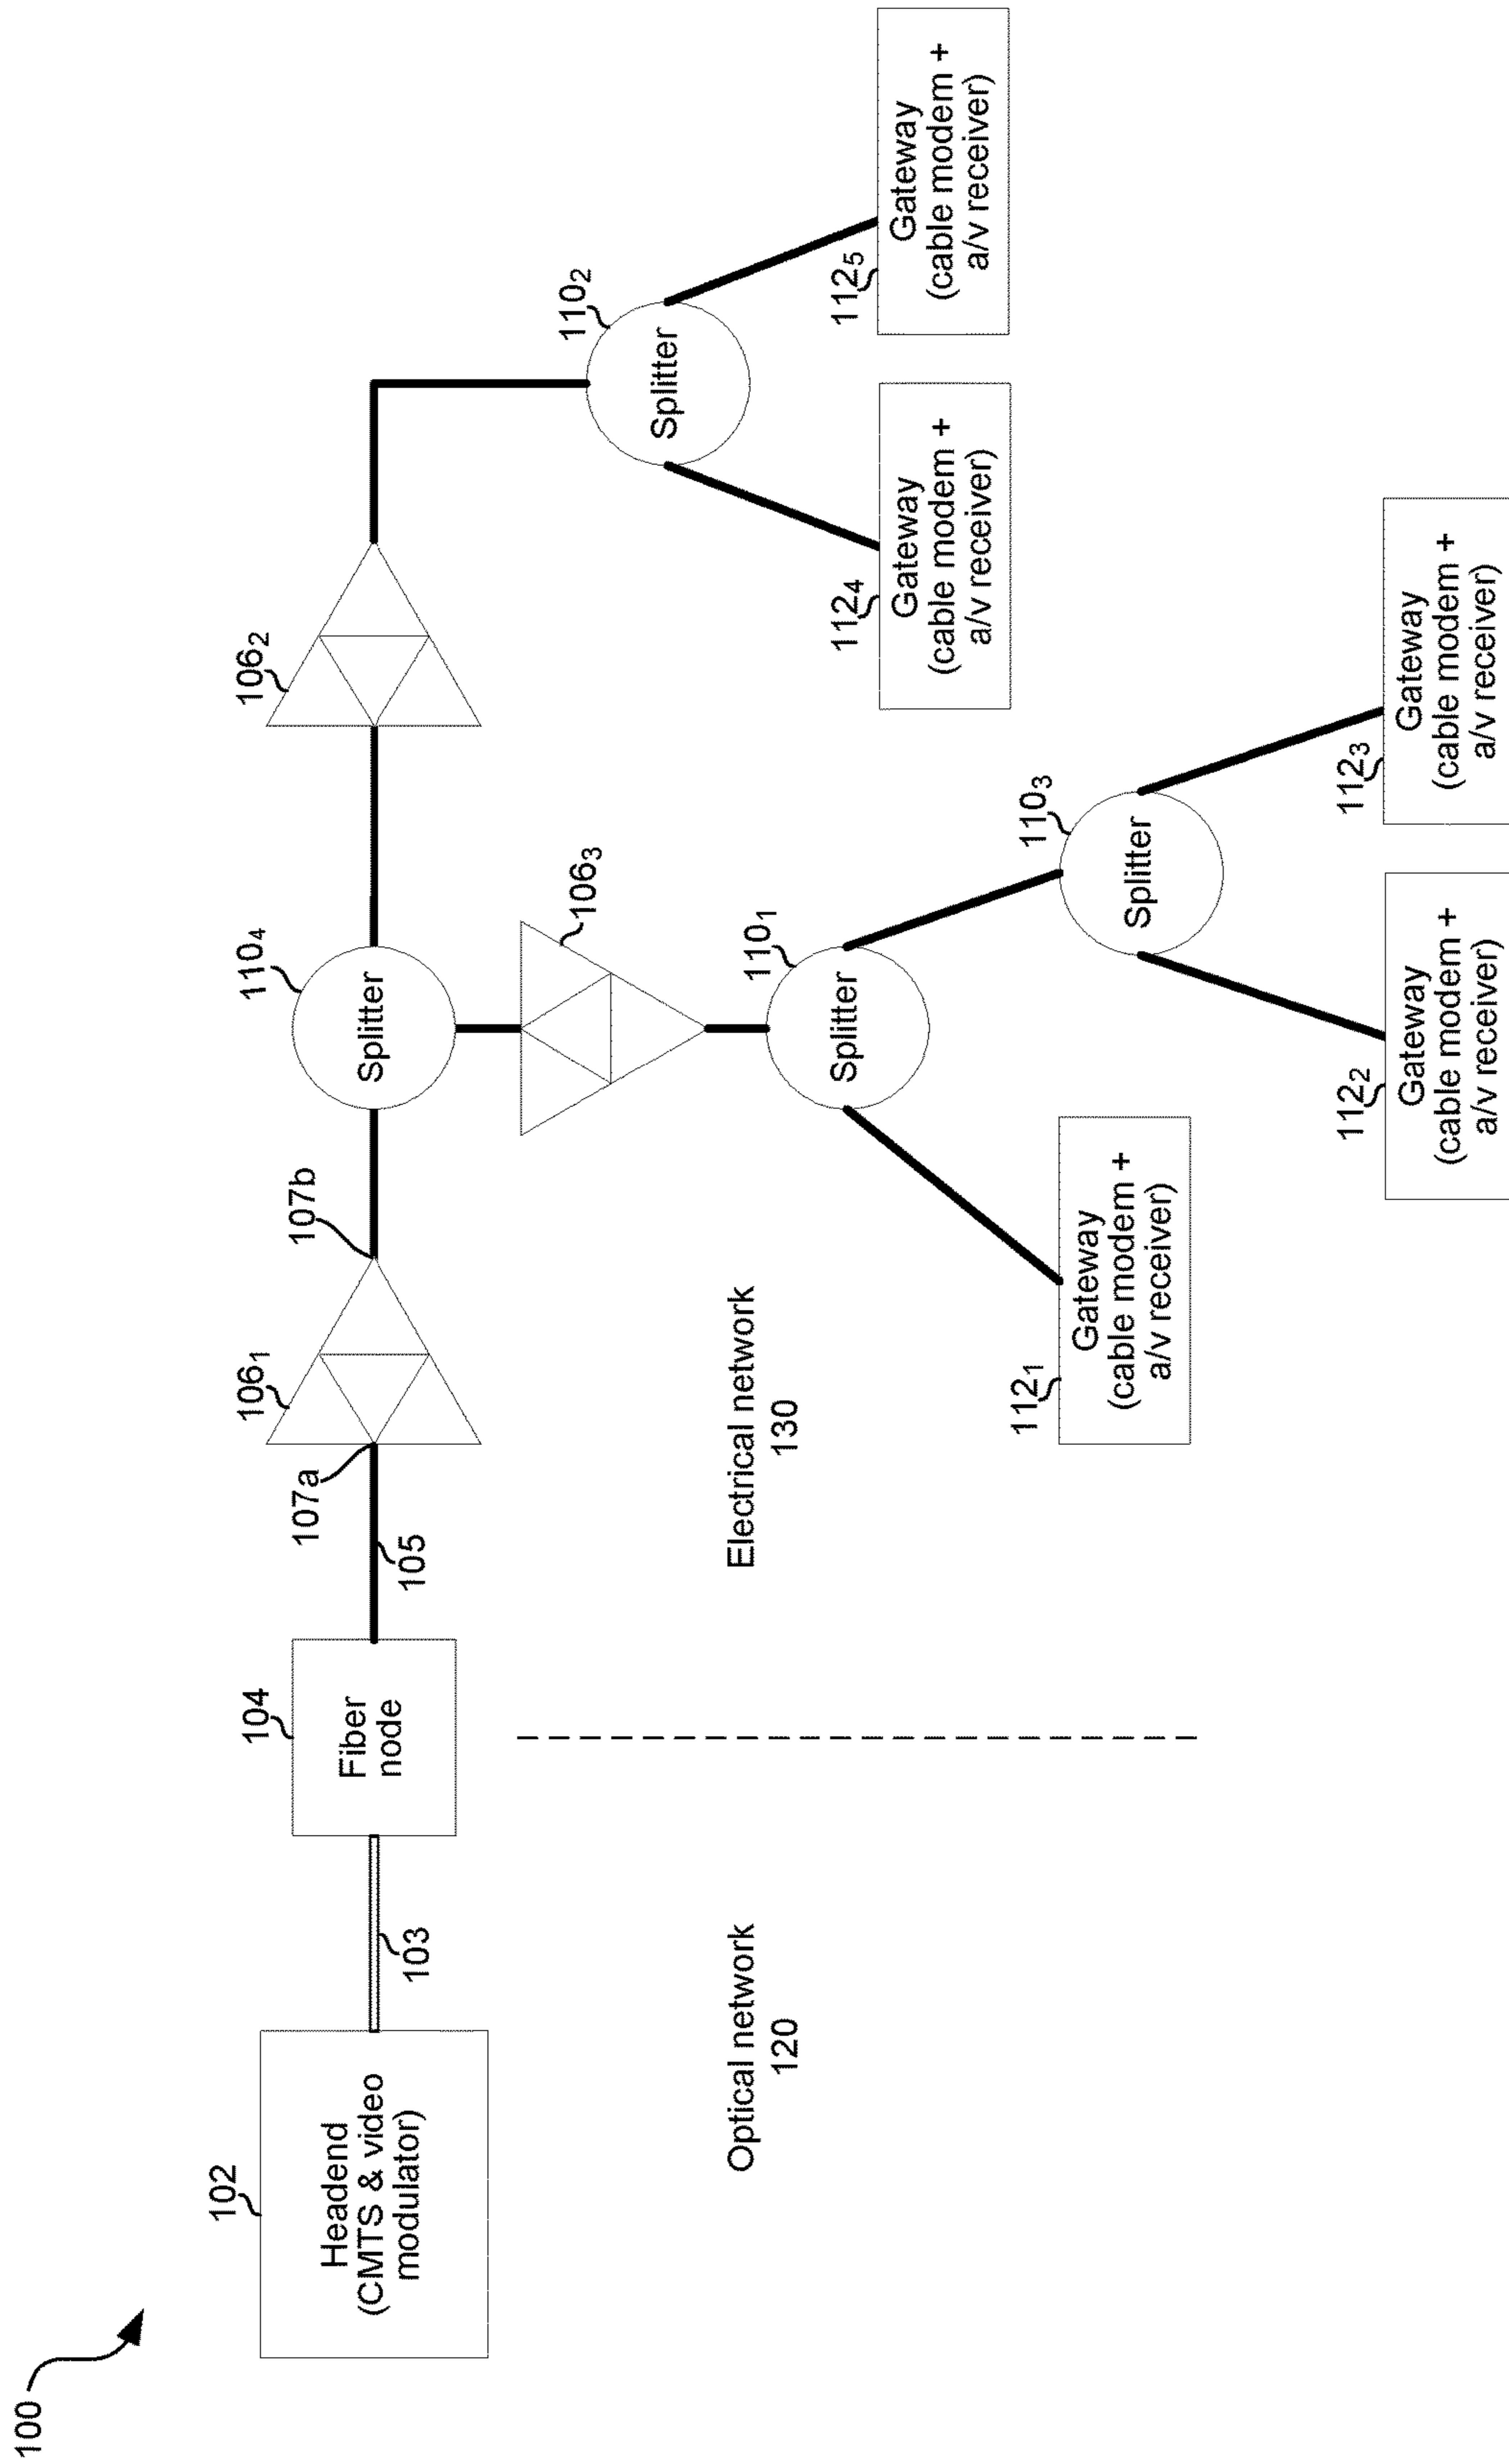 100
102
Headend
(CMTS & video
modulator)
103
104
Fiber
node
105
107a
106₁
107b
110₄
Splitter
106₂
106₃
110₂
Splitter
112₄
Gateway
(cable modem +
a/v receiver)
112₅
Gateway
(cable modem +
a/v receiver)
110₁
Splitter
110₃
Splitter
112₁
Gateway
(cable modem +
a/v receiver)
112₂
Gateway
(cable modem +
a/v receiver)
112₃
Gateway
(cable modem +
a/v receiver)
Optical network
120
Electrical network
130